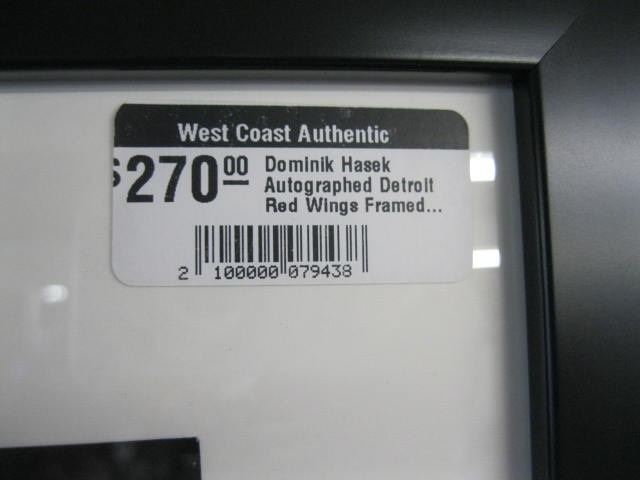 West Coast Authentic
$270.00
Dominik Hasek
Autographed Detroit
Red Wings Framed...
2 100000 079438